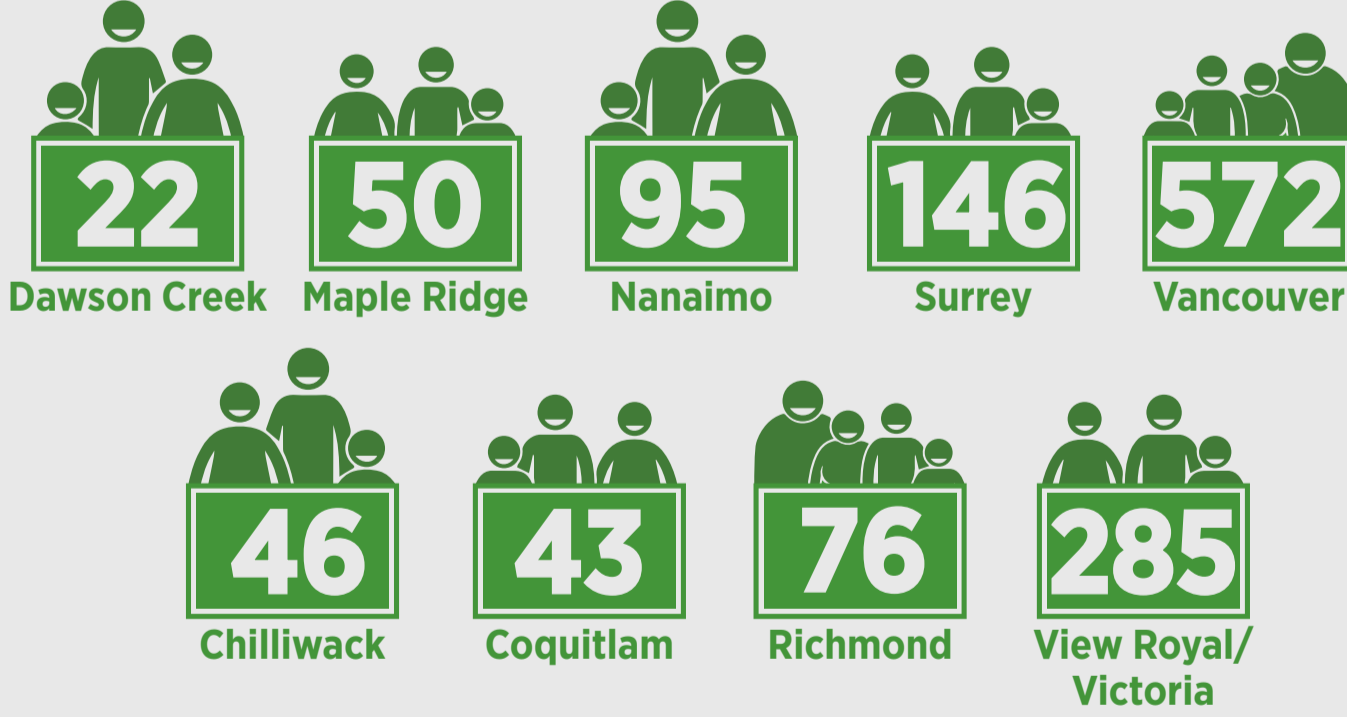 22 50 95 146 572
Dawson Creek Maple Ridge Nanaimo Surrey Vancouver
46 43 76 285
Chilliwack Coquitlam Richmond View Royal/
Victoria